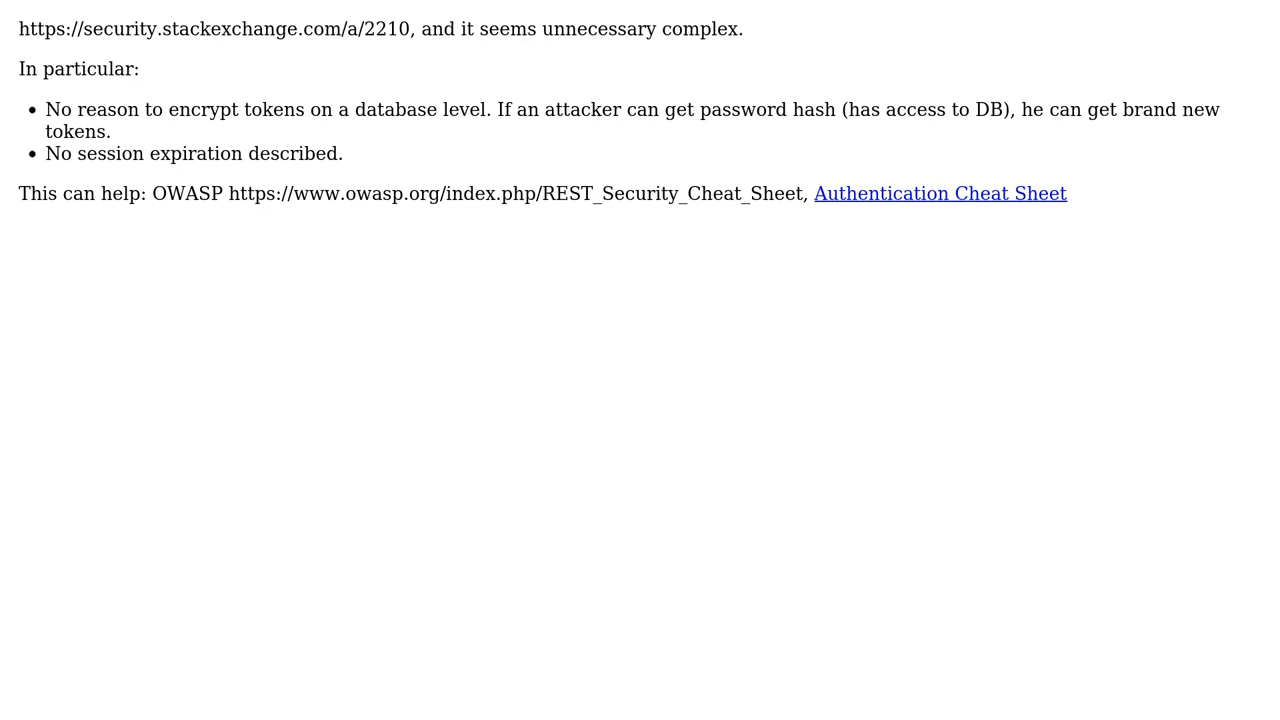 https://security.stackexchange.com/a/2210, and it seems unnecessary complex.
In particular:
• No reason to encrypt tokens on a database level. If an attacker can get password hash (has access to DB), he can get brand new
tokens.
• No session expiration described.
This can help: OWASP https://www.owasp.org/index.php/REST_Security_Cheat_Sheet, Authentication Cheat Sheet